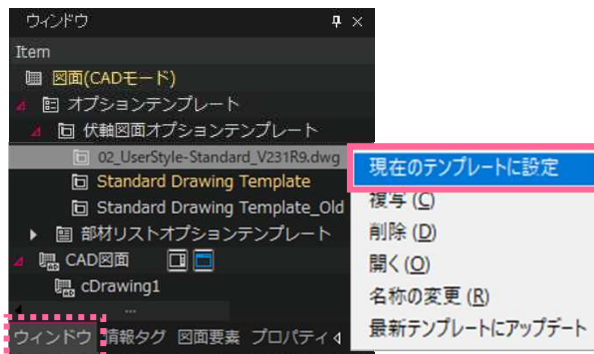 ウィンドウ
Item
図面(CADモード)
オプションテンプレート
伏軸図面オプションテンプレート
02_UserStyle-Standard_V231R9.dwg
Standard Drawing Template
Standard Drawing Template_Old
部材リストオプションテンプレート
CAD図面
cDrawing1
...
ウィンドウ 情報タグ 図面要素 プロパティ
現在のテンプレートに設定
複写 (C)
削除 (D)
開く (O)
名称の変更 (R)
最新テンプレートにアップデート